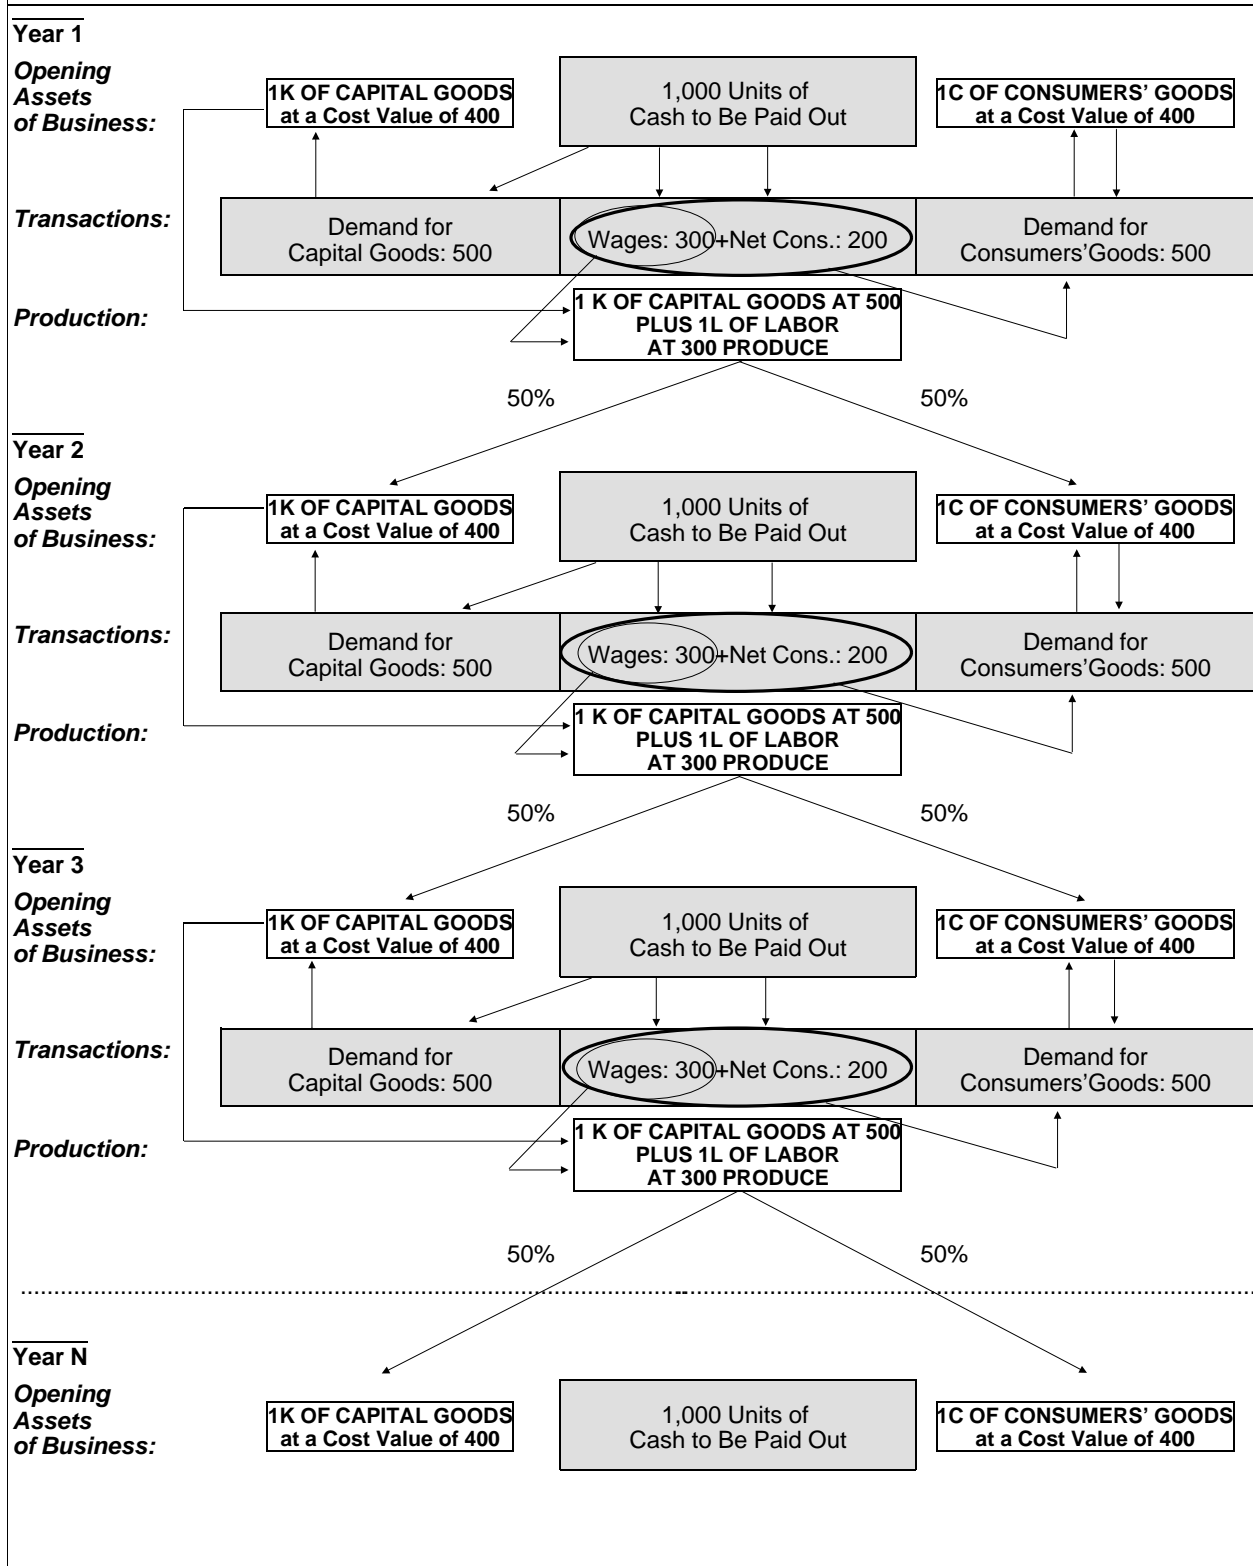 Year 1
Opening
Assets
of Business:
1K OF CAPITAL GOODS
at a Cost Value of 400
1,000 Units of
Cash to Be Paid Out
1C OF CONSUMERS’ GOODS
at a Cost Value of 400
Transactions:
Demand for
Capital Goods: 500
Wages: 300+Net Cons.: 200
Demand for
Consumers’Goods: 500
Production:
1 K OF CAPITAL GOODS AT 500
PLUS 1L OF LABOR
AT 300 PRODUCE
50%
50%
Year 2
Opening
Assets
of Business:
1K OF CAPITAL GOODS
at a Cost Value of 400
1,000 Units of
Cash to Be Paid Out
1C OF CONSUMERS’ GOODS
at a Cost Value of 400
Transactions:
Demand for
Capital Goods: 500
Wages: 300+Net Cons.: 200
Demand for
Consumers’Goods: 500
Production:
1 K OF CAPITAL GOODS AT 500
PLUS 1L OF LABOR
AT 300 PRODUCE
50%
50%
Year 3
Opening
Assets
of Business:
1K OF CAPITAL GOODS
at a Cost Value of 400
1,000 Units of
Cash to Be Paid Out
1C OF CONSUMERS’ GOODS
at a Cost Value of 400
Transactions:
Demand for
Capital Goods: 500
Wages: 300+Net Cons.: 200
Demand for
Consumers’Goods: 500
Production:
1 K OF CAPITAL GOODS AT 500
PLUS 1L OF LABOR
AT 300 PRODUCE
50%
50%
Year N
Opening
Assets
of Business:
1K OF CAPITAL GOODS
at a Cost Value of 400
1,000 Units of
Cash to Be Paid Out
1C OF CONSUMERS’ GOODS
at a Cost Value of 400